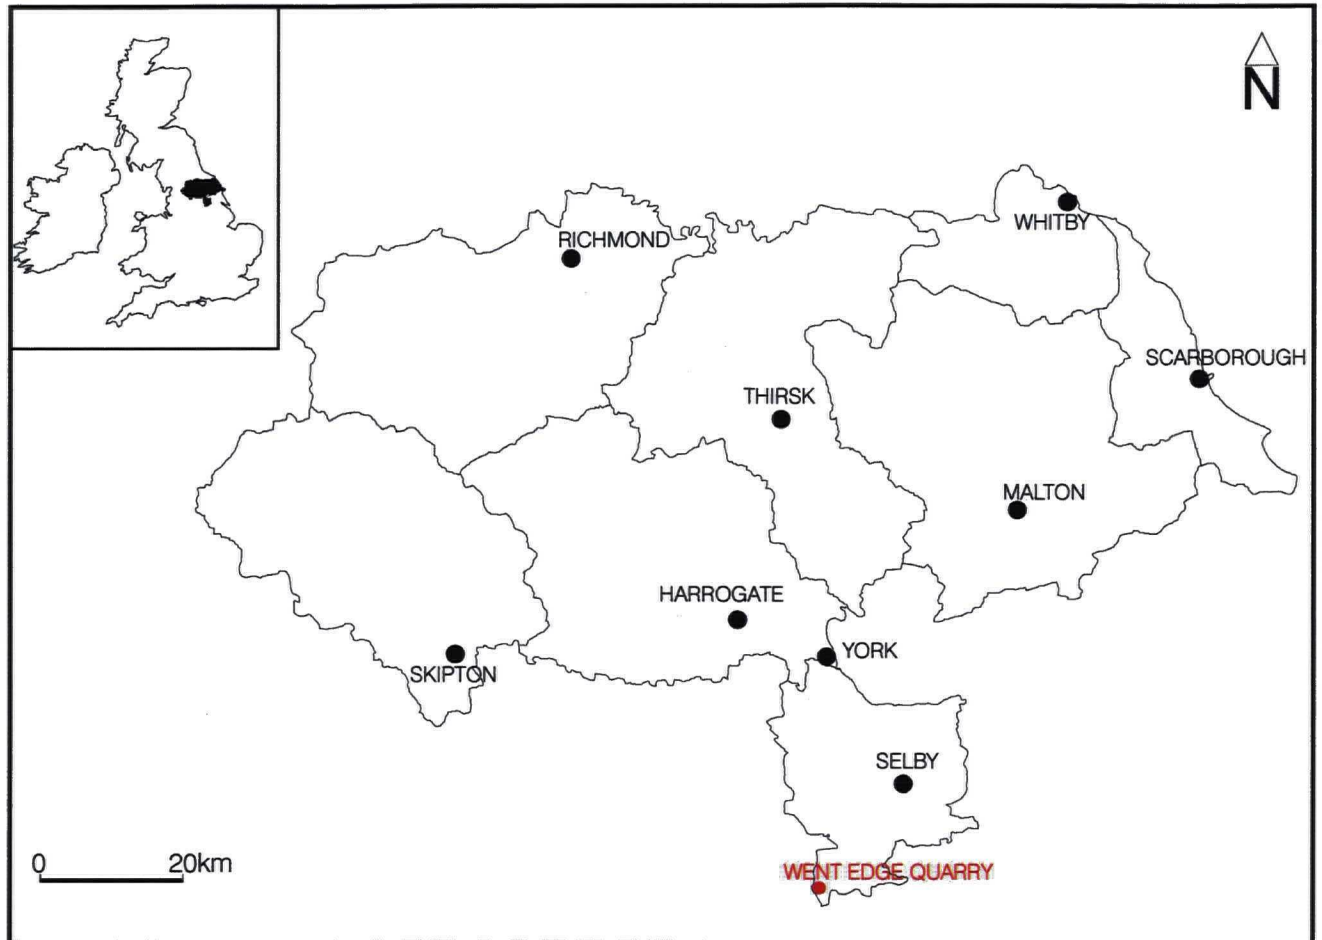 N
WHITBY
RICHMOND
SCARBOROUGH
THIRSK
MALTON
HARROGATE
YORK
SKIPTON
SELBY
0 20km
WENT EDGE QUARRY